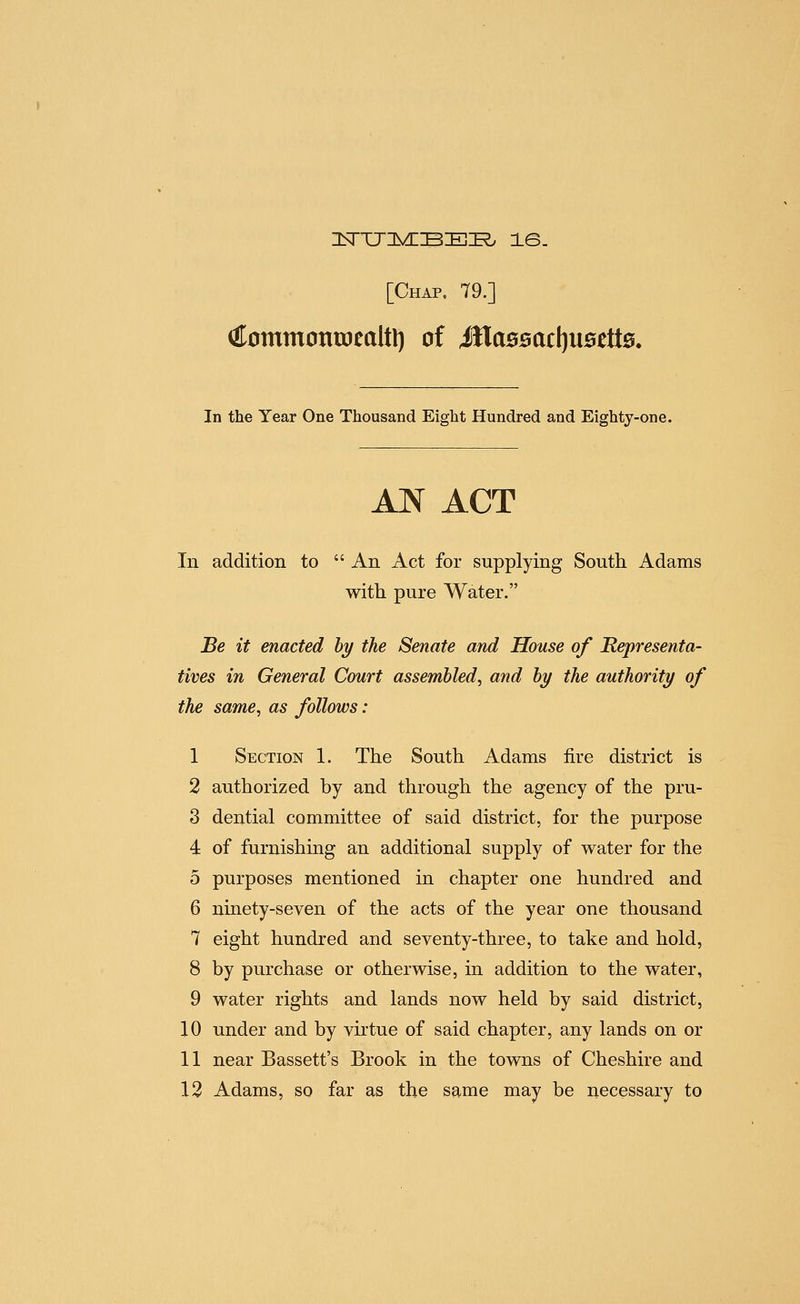 NUMBER 16.
[CHAP. 79.]
Commonwealth of Massachusetts.
In the Year One Thousand Eight Hundred and Eighty-one.
AN ACT
In addition to “ An Act for supplying South Adams
with pure Water.”
Be it enacted by the Senate and House of Representa-
tives in General Court assembled, and by the authority of
the same, as follows:
1 SECTION 1. The South Adams fire district is
2 authorized by and through the agency of the pru-
3 dential committee of said district, for the purpose
4 of furnishing an additional supply of water for the
5 purposes mentioned in chapter one hundred and
6 ninety-seven of the acts of the year one thousand
7 eight hundred and seventy-three, to take and hold,
8 by purchase or otherwise, in addition to the water,
9 water rights and lands now held by said district,
10 under and by virtue of said chapter, any lands on or
11 near Bassett’s Brook in the towns of Cheshire and
12 Adams, so far as the same may be necessary to